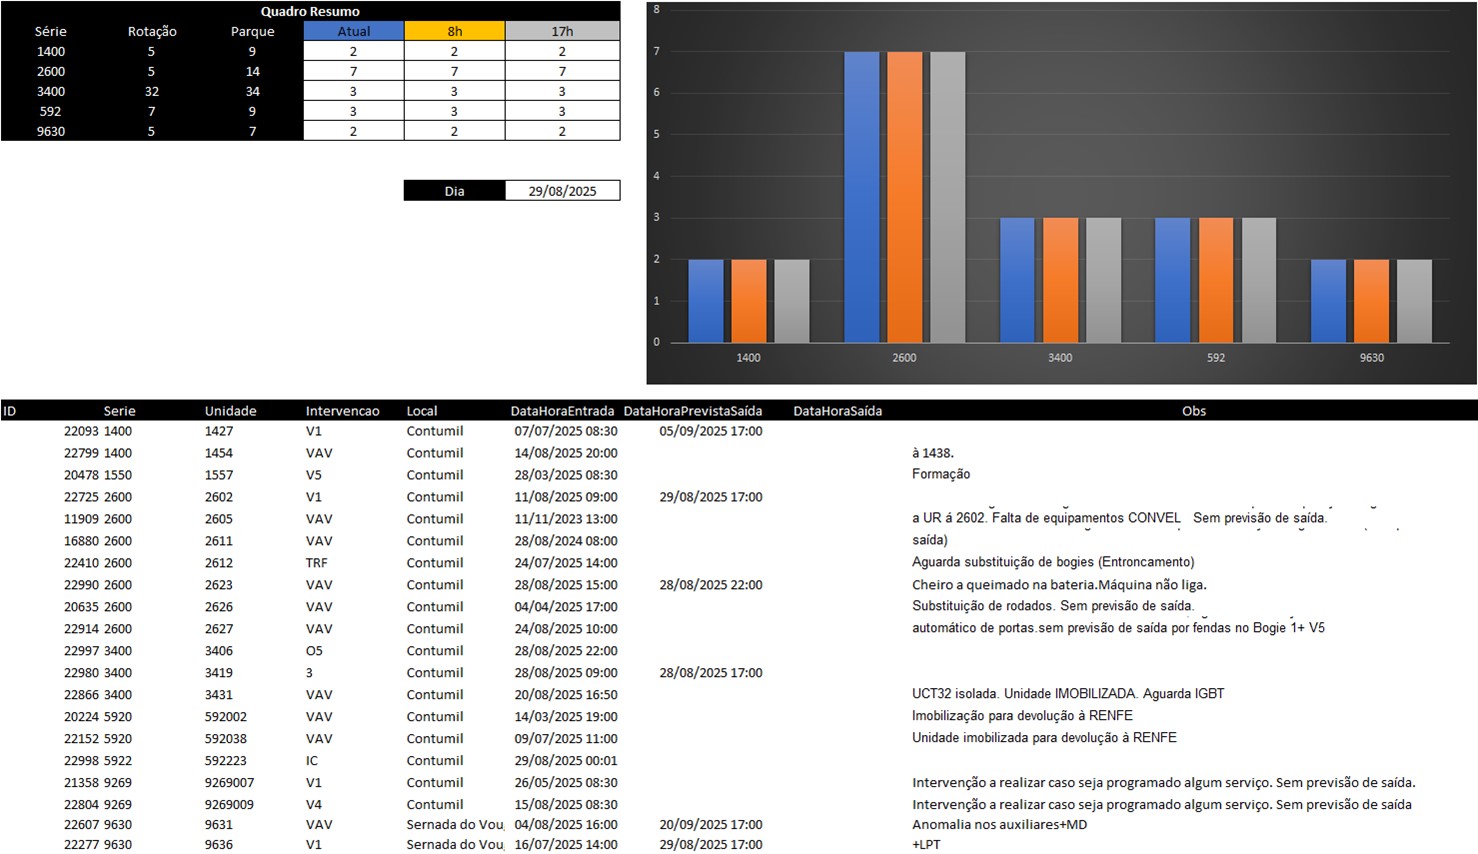 Quadro Resumo
Série Rotação Parque Atual 8h 17h
1400 5 9 2 2 2
2600 5 14 7 7 7
3400 32 34 3 3 3
592 7 9 3 3 3
9630 5 7 2 2 2
Dia 29/08/2025
8
7
6
5
4
3
2
1
0
1400 2600 3400 592 9630
ID Serie Unidade Intervencao Local DataHoraEntrada DataHoraPrevistaSaída DataHoraSaída Obs
22093 1400 1427 V1 Contumil 07/07/2025 08:30 05/09/2025 17:00
22799 1400 1454 VAV Contumil 14/08/2025 20:00 à 1438.
20478 1550 1557 V5 Contumil 28/03/2025 08:30 Formação
22725 2600 2602 V1 Contumil 11/08/2025 09:00 29/08/2025 17:00
11909 2600 2605 VAV Contumil 11/11/2023 13:00 a UR á 2602. Falta de equipamentos CONVEL Sem previsão de saída.
16880 2600 2611 VAV Contumil 28/08/2024 08:00 saída)
22410 2600 2612 TRF Contumil 24/07/2025 14:00 Aguarda substituição de bogies (Entroncamento)
22990 2600 2623 VAV Contumil 28/08/2025 15:00 28/08/2025 22:00 Cheiro a queimado na bateria.Máquina não liga.
20635 2600 2626 VAV Contumil 04/04/2025 17:00 Substituição de rodados. Sem previsão de saída.
22914 2600 2627 VAV Contumil 24/08/2025 10:00 automático de portas.sem previsão de saída por fendas no Bogie 1+ V5
22997 3400 3406 O5 Contumil 28/08/2025 22:00
22980 3400 3419 3 Contumil 28/08/2025 09:00 28/08/2025 17:00
22866 3400 3431 VAV Contumil 20/08/2025 16:50 UCT32 isolada. Unidade IMOBILIZADA. Aguarda IGBT
20224 5920 592002 VAV Contumil 14/03/2025 19:00 Imobilização para devolução à RENFE
22152 5920 592038 VAV Contumil 09/07/2025 11:00 Unidade imobilizada para devolução à RENFE
22998 5922 592223 IC Contumil 29/08/2025 00:01
21358 9269 9269007 V1 Contumil 26/05/2025 08:30 Intervenção a realizar caso seja programado algum serviço. Sem previsão de saída.
22804 9269 9269009 V4 Contumil 15/08/2025 08:30 Intervenção a realizar caso seja programado algum serviço. Sem previsão de saída
22607 9630 9631 VAV Sernada do Vou 04/08/2025 16:00 20/09/2025 17:00 Anomalia nos auxiliares+MD
22277 9630 9636 V1 Sernada do Vou 16/07/2025 14:00 29/08/2025 17:00 +LPT